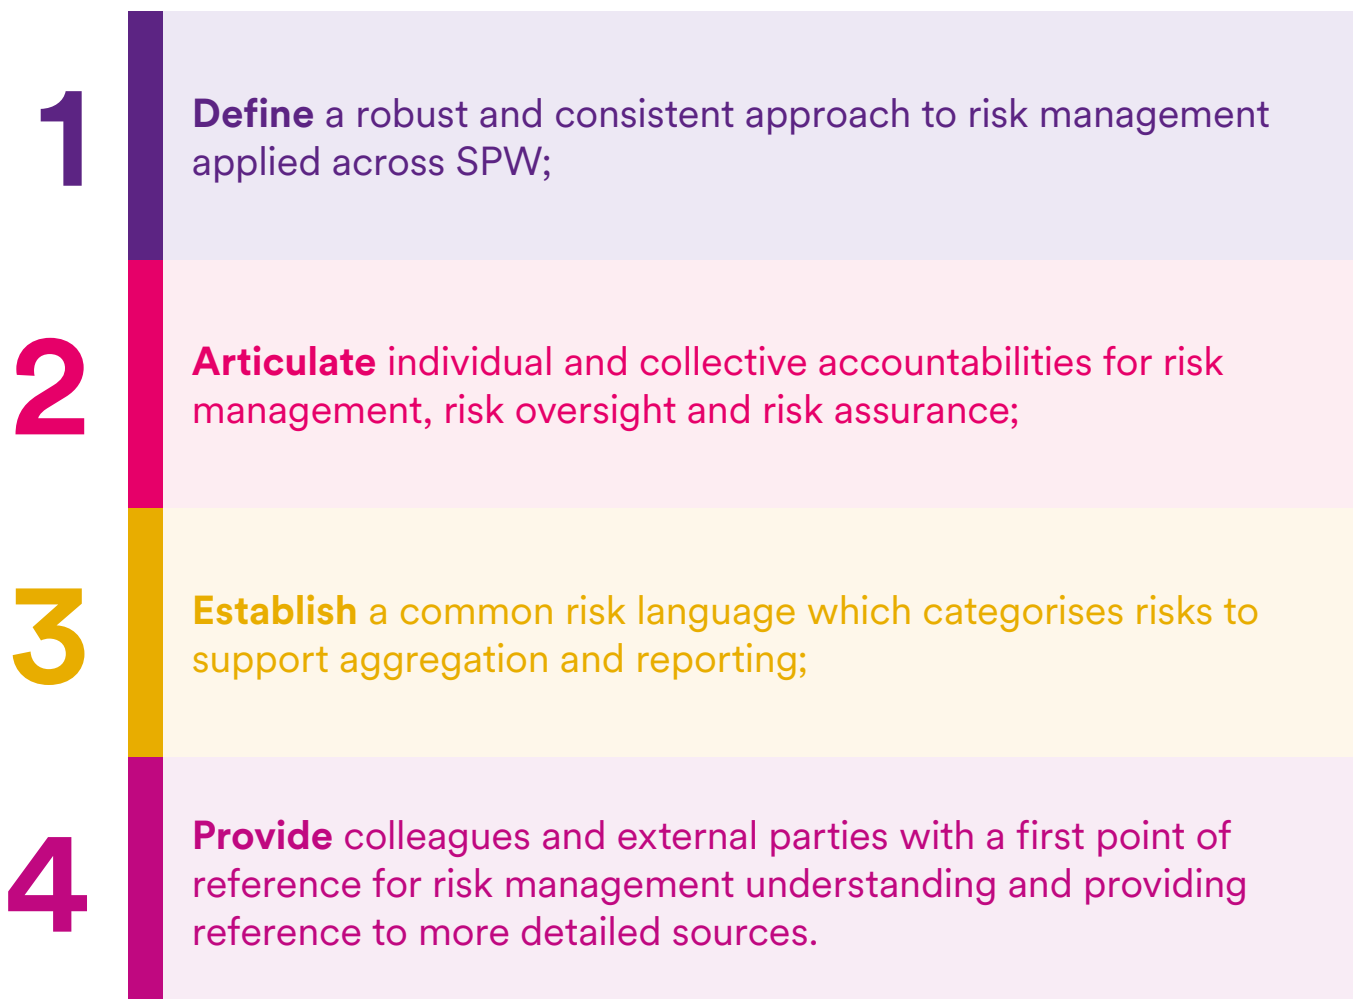 1
Define a robust and consistent approach to risk management
applied across SPW;
2
Articulate individual and collective accountabilities for risk
management, risk oversight and risk assurance;
3
Establish a common risk language which categorises risks to
support aggregation and reporting;
4
Provide colleagues and external parties with a first point of
reference for risk management understanding and providing
reference to more detailed sources.